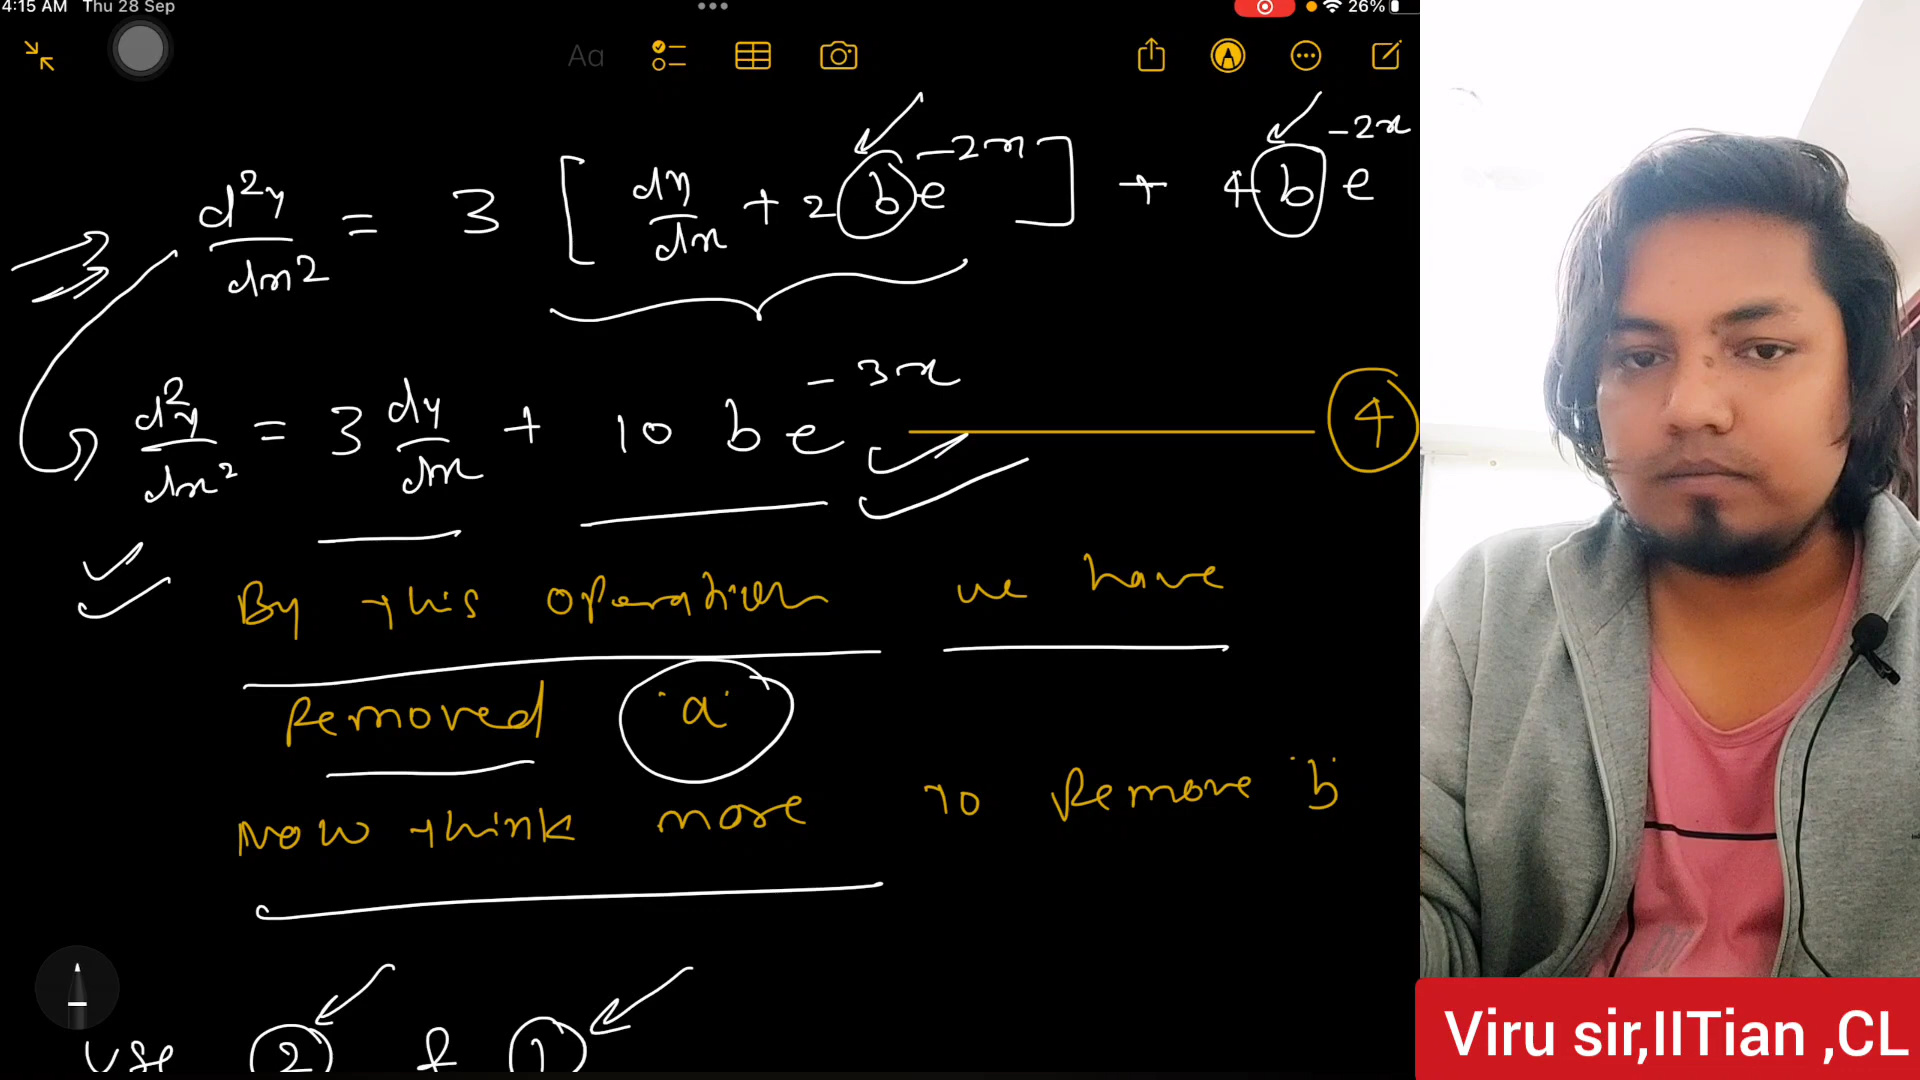 4:15 AM Thu 28 Sep
26%
Aa
d²y/dx² = 3 [ dy/dx + 2 b e^-2x ] + 4 b e^-2x
d²y/dx² = 3 dy/dx + 10 b e^-3x 4
By this operation we have
Removed 'a'
Now think more to Remove 'b'
use 2 & 1
Viru sir,IITian ,CL